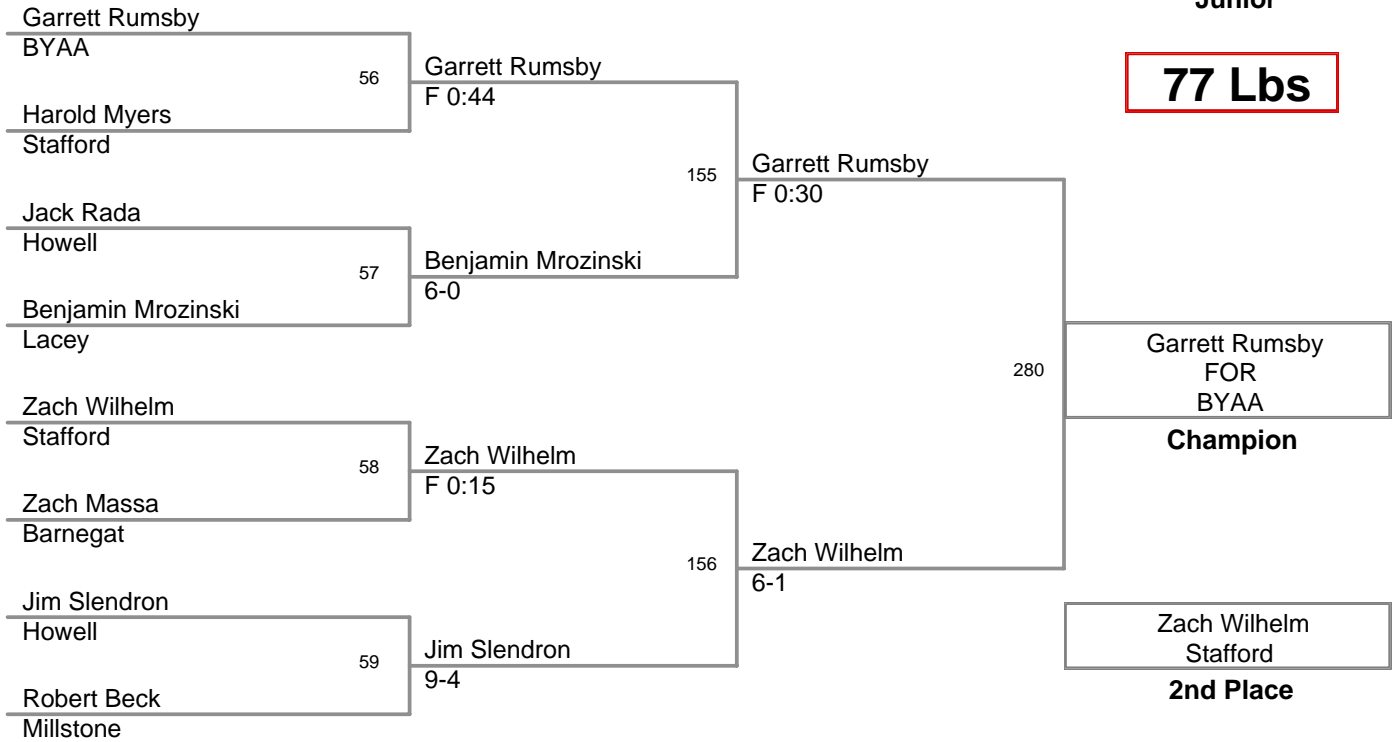 Junior
77 Lbs
Garrett Rumsby
BYAA
56
Harold Myers
Stafford
Jack Rada
Howell
57
Benjamin Mrozinski
Lacey
Zach Wilhelm
Stafford
58
Zach Massa
Barnegat
Jim Slendron
Howell
59
Robert Beck
Millstone
Garrett Rumsby
F 0:44
155
Benjamin Mrozinski
6-0
Zach Wilhelm
F 0:15
156
Jim Slendron
9-4
Garrett Rumsby
F 0:30
280
Zach Wilhelm
6-1
Garrett Rumsby
FOR
BYAA
Champion
Zach Wilhelm
Stafford
2nd Place